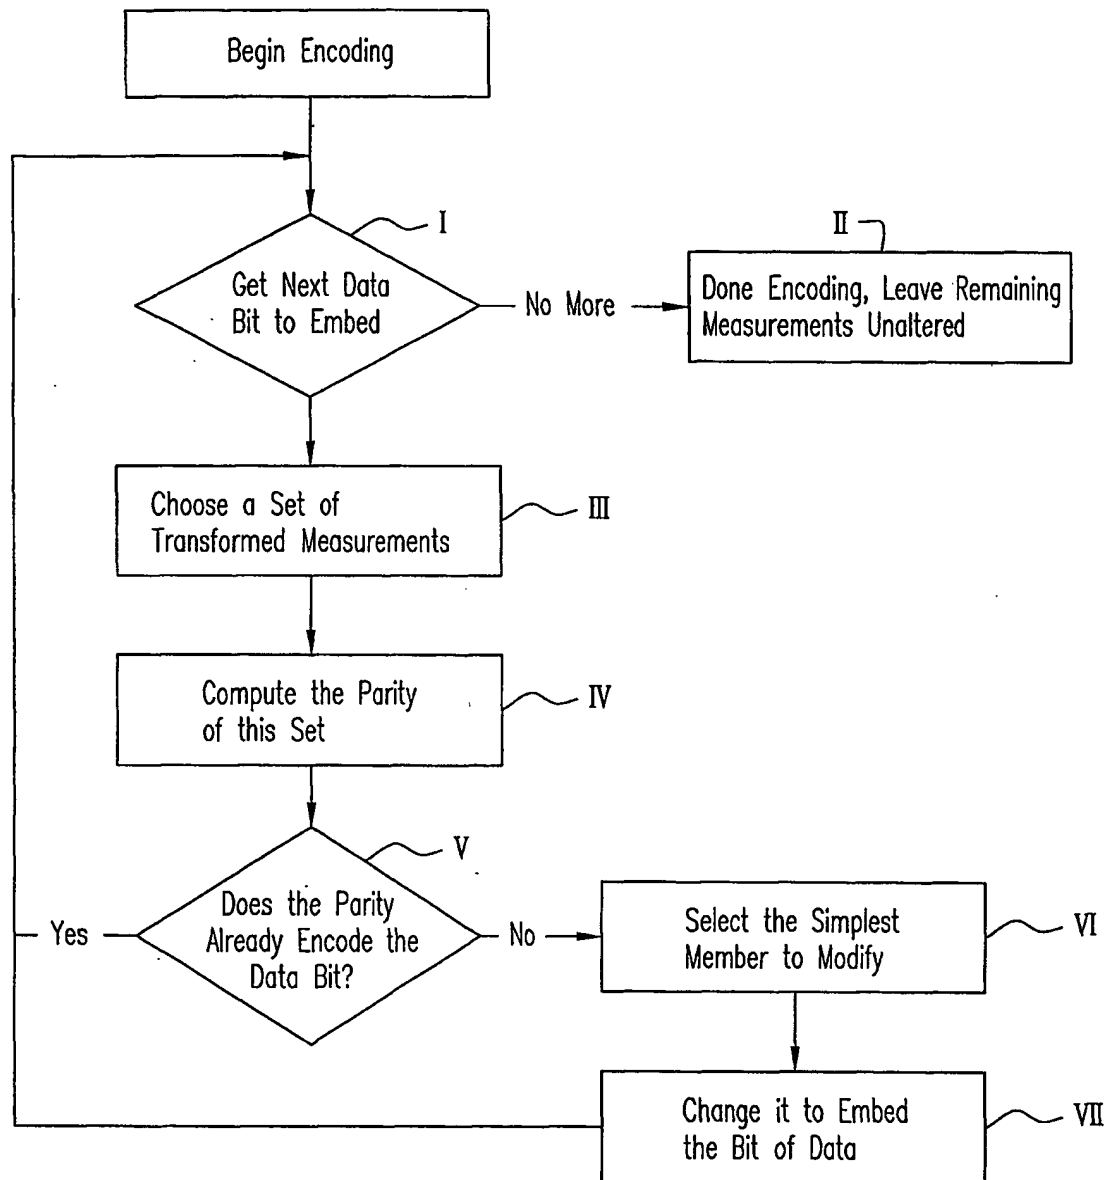 Begin Encoding
I
Get Next Data
Bit to Embed
No More
II
Done Encoding, Leave Remaining
Measurements Unaltered
Choose a Set of
Transformed Measurements
III
Compute the Parity
of this Set
IV
V
Does the Parity
Already Encode the
Data Bit?
Yes
No
Select the Simplest
Member to Modify
VI
Change it to Embed
the Bit of Data
VII